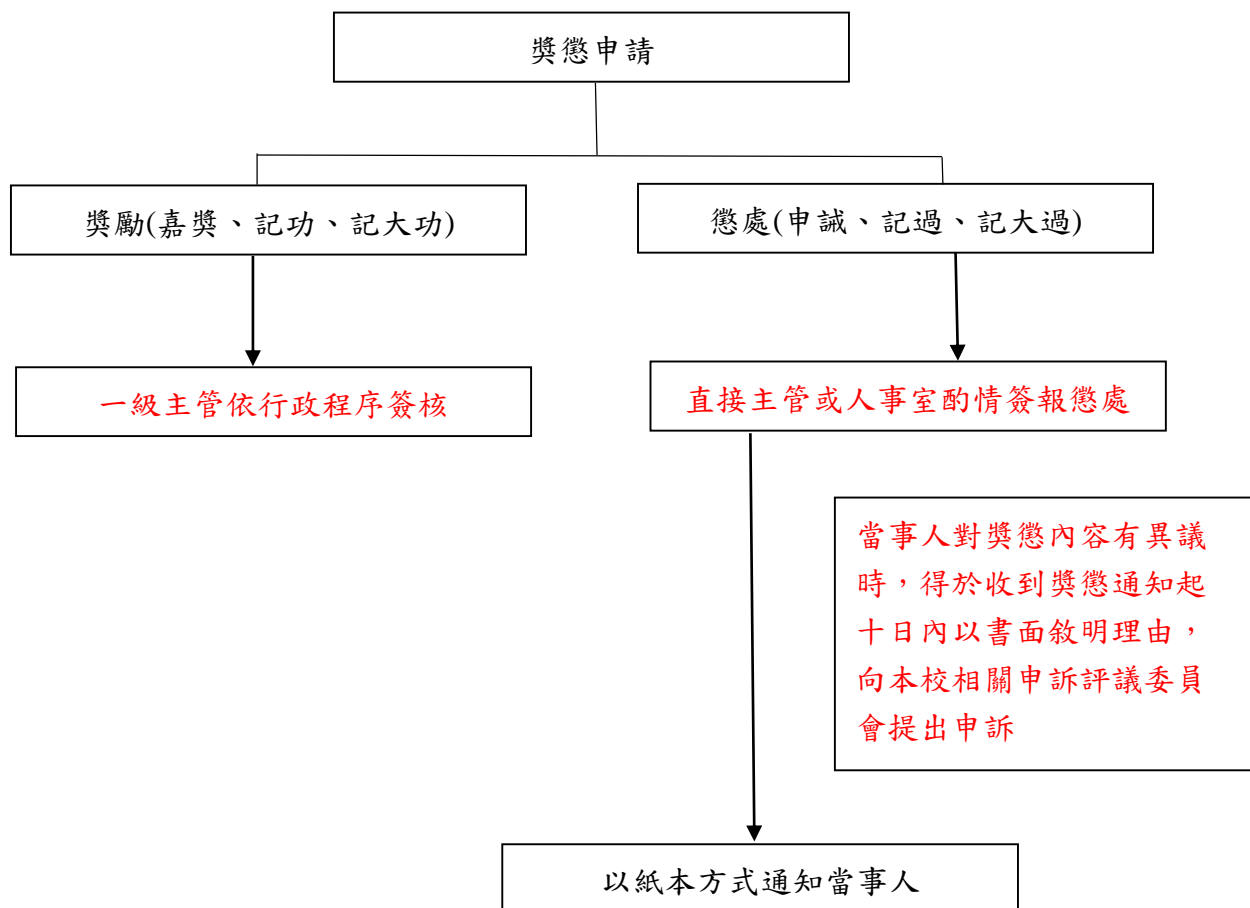 獎懲申請
獎勵(嘉獎、記功、記大功)
懲處(申誡、記過、記大過)
一級主管依行政程序簽核
直接主管或人事室酌情簽報懲處
當事人對獎懲內容有異議
時，得於收到獎懲通知起
十日內以書面敘明理由，
向本校相關申訴評議委員
會提出申訴
以紙本方式通知當事人